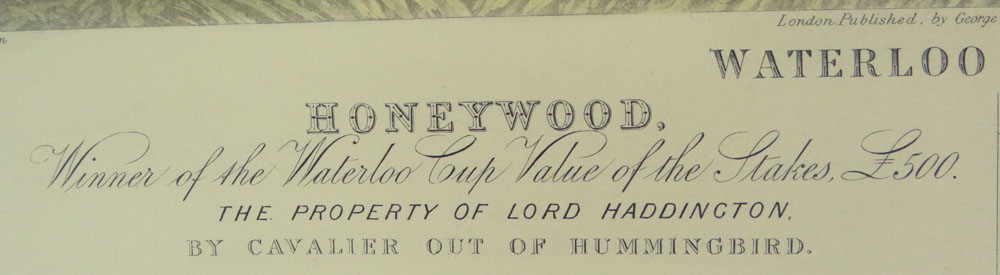 London. Published, by George
WATERLOO
HONEYWOOD,
Winner of the Waterloo Cup Value of the Stakes, £500.
THE PROPERTY OF LORD HADDINGTON,
BY CAVALIER OUT OF HUMMINGBIRD.